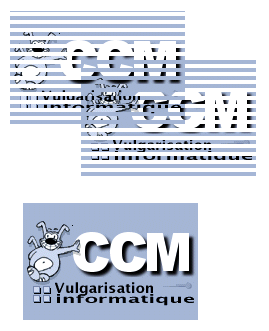 CCM
Vulgarisation
informatique
CCM
Vulgarisation
informatique
CCM
Vulgarisation
informatique